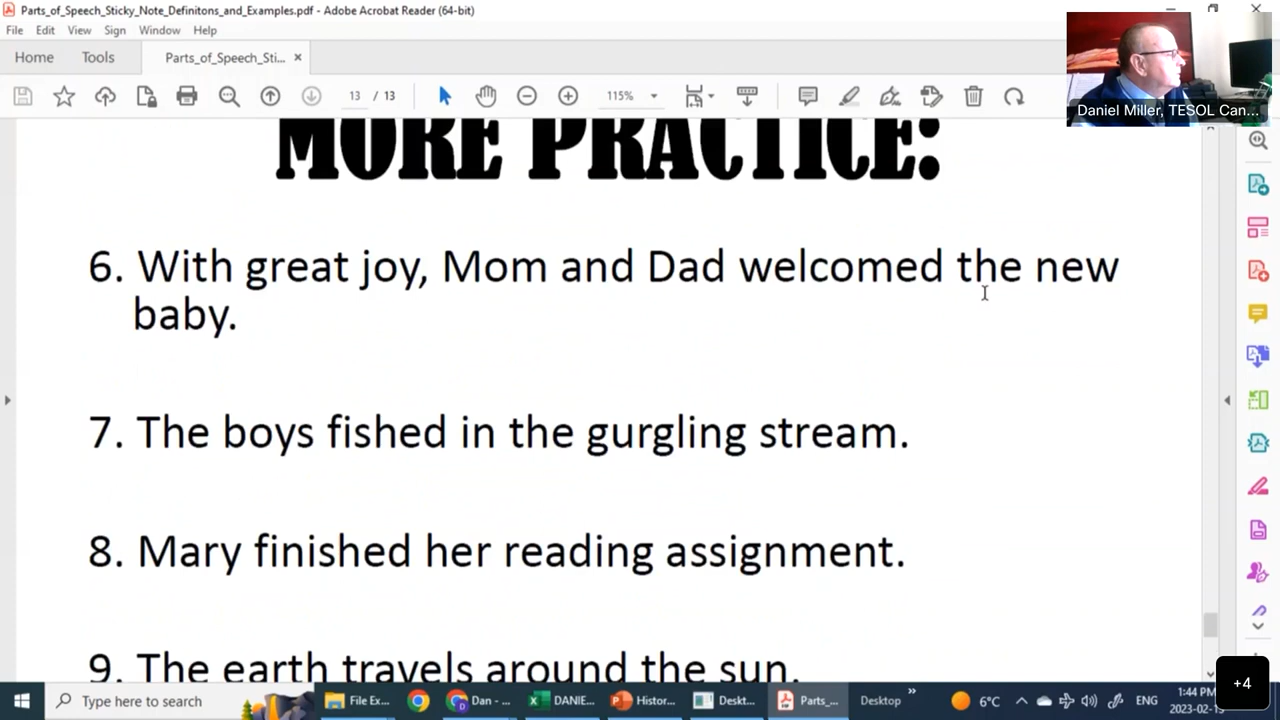 Parts_of_Speech_Sticky_Note_Definitons_and_Examples.pdf - Adobe Acrobat Reader (64-bit)
File Edit View Sign Window Help
Home Tools Parts_of_Speech_Sti...
13 / 13 115%
Daniel Miller, TESOL Can...
MORE PRACTICE:
6. With great joy, Mom and Dad welcomed the new
baby.
7. The boys fished in the gurgling stream.
8. Mary finished her reading assignment.
9. The earth travels around the sun.
Type here to search File Ex... Dan - ... DANIE... Histor... Deskt... Parts_... Desktop 6°C ENG 1:44 PM
+4